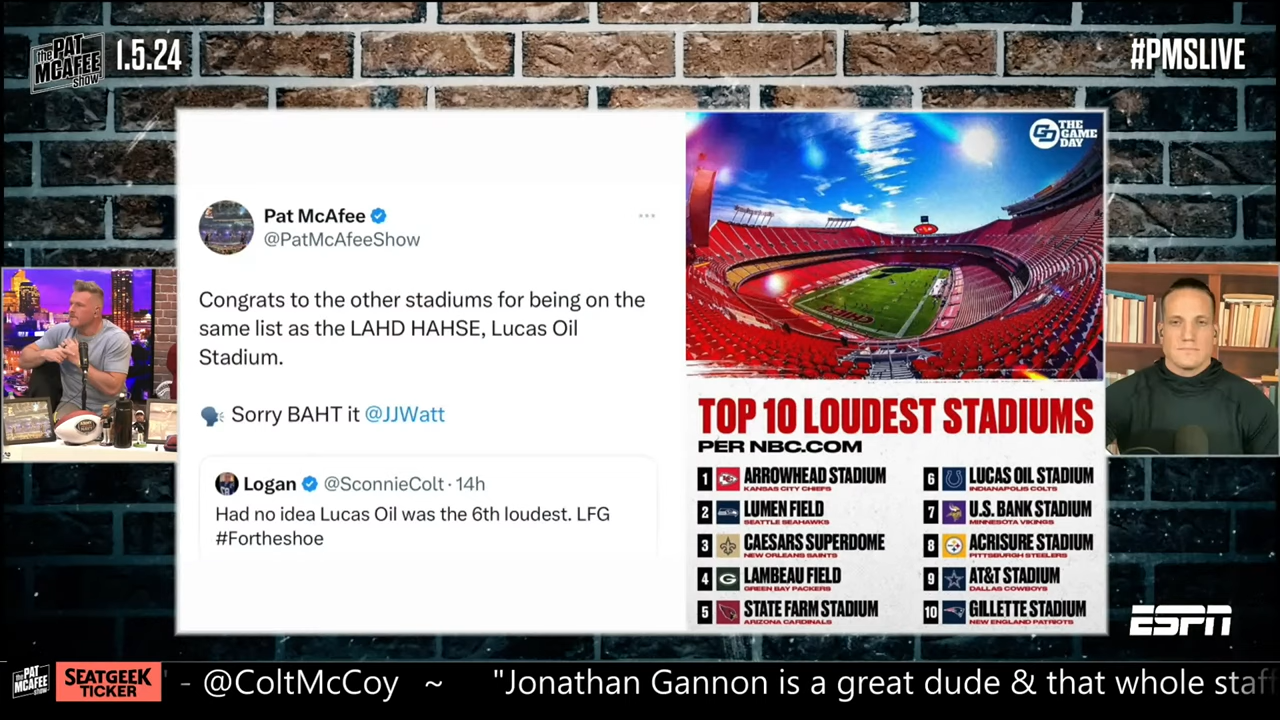 the PAT MCAFEE show
1.5.24
#PMSLIVE
Pat McAfee
@PatMcAfeeShow
Congrats to the other stadiums for being on the
same list as the LAHD HAHSE, Lucas Oil
Stadium.
Sorry BAHT it @JJWatt
Logan @SconnieColt · 14h
Had no idea Lucas Oil was the 6th loudest. LFG
#Fortheshoe
THE GAME DAY
TOP 10 LOUDEST STADIUMS
PER NBC.COM
1 ARROWHEAD STADIUM
KANSAS CITY CHIEFS
2 LUMEN FIELD
SEATTLE SEAHAWKS
3 CAESARS SUPERDOME
NEW ORLEANS SAINTS
4 LAMBEAU FIELD
GREEN BAY PACKERS
5 STATE FARM STADIUM
ARIZONA CARDINALS
6 LUCAS OIL STADIUM
INDIANAPOLIS COLTS
7 U.S. BANK STADIUM
MINNESOTA VIKINGS
8 ACRISURE STADIUM
PITTSBURGH STEELERS
9 AT&T STADIUM
DALLAS COWBOYS
10 GILLETTE STADIUM
NEW ENGLAND PATRIOTS
ESPN
the PAT MCAFEE show
SEATGEEK
TICKER
" - @ColtMcCoy ~ "Jonathan Gannon is a great dude & that whole staff